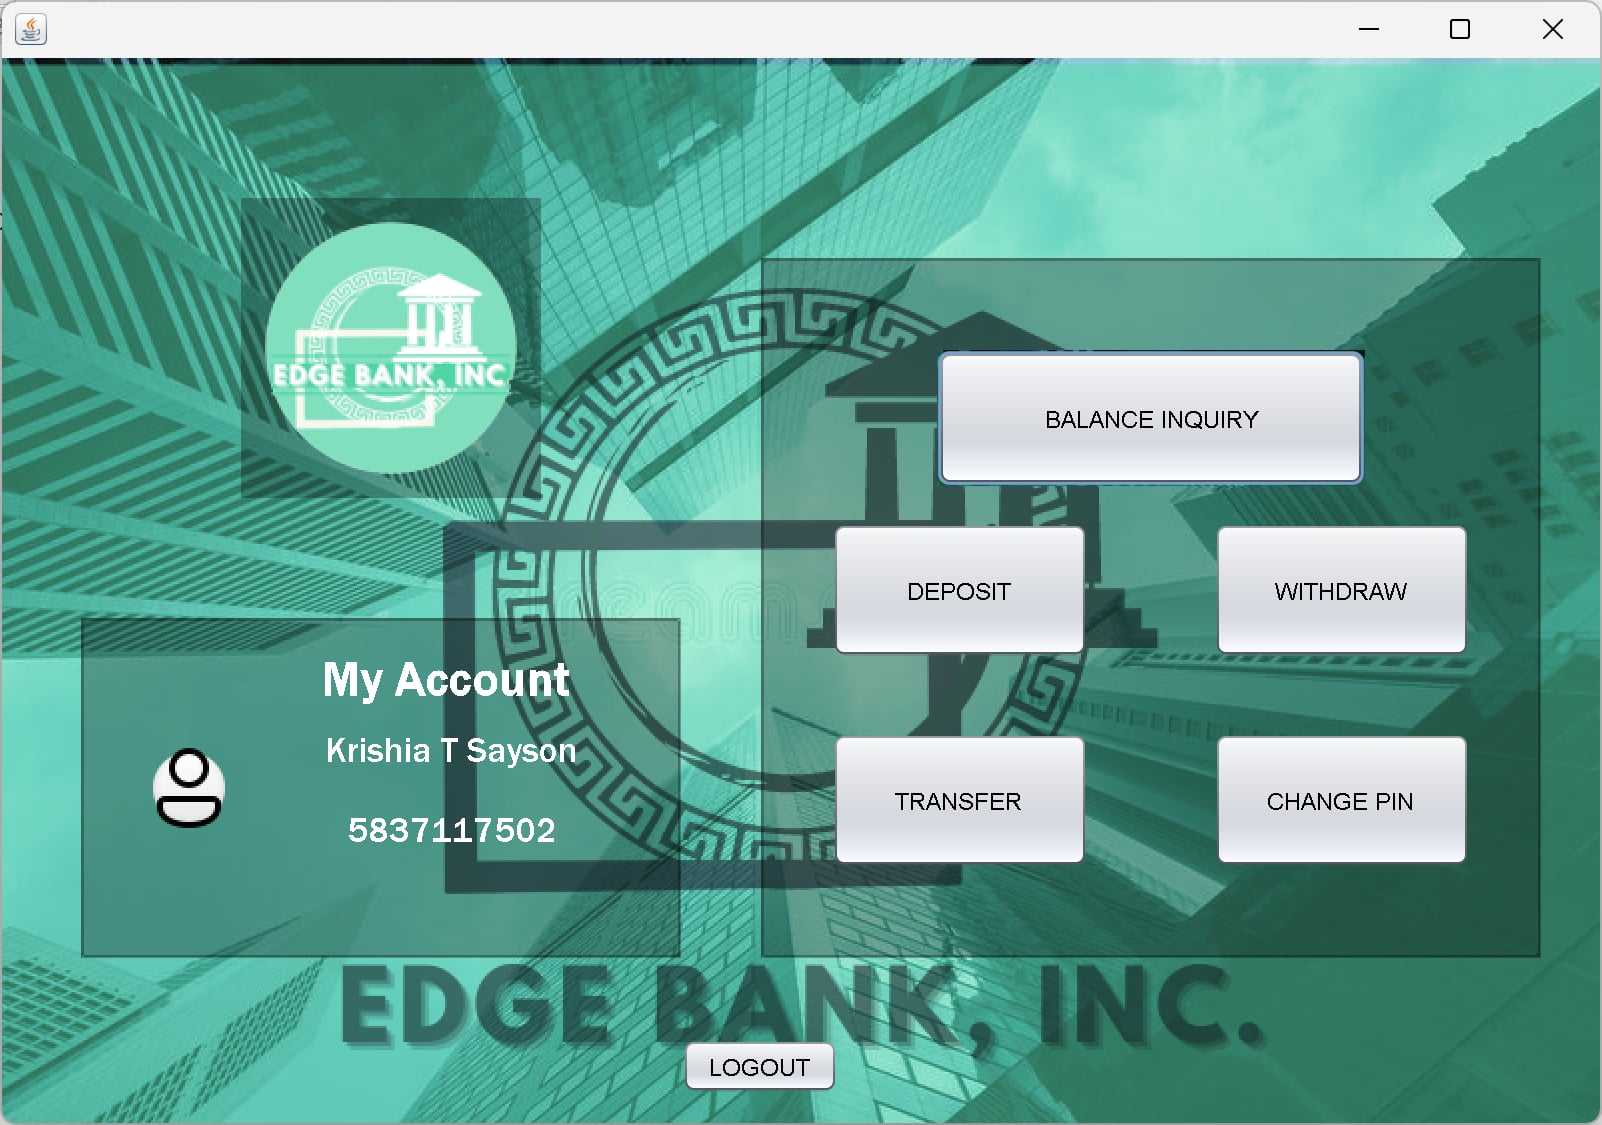 EDGE BANK, INC
BALANCE INQUIRY
DEPOSIT
WITHDRAW
My Account
Krishia T Sayson
5837117502
TRANSFER
CHANGE PIN
EDGE BANK, INC.
LOGOUT